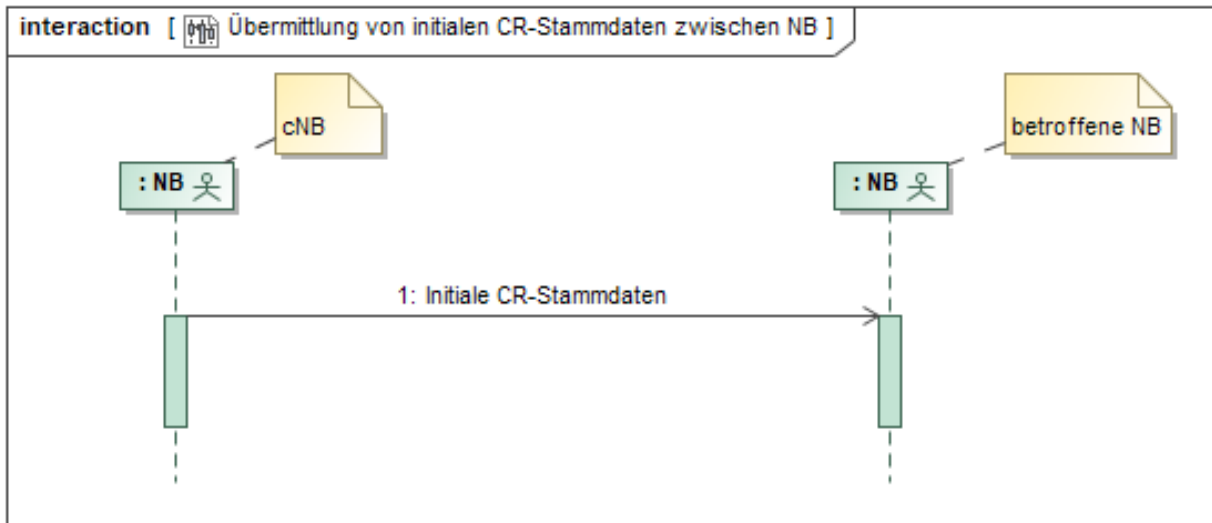 interaction [ Übermittlung von initialen CR-Stammdaten zwischen NB ]
cNB
betroffene NB
: NB
: NB
1: Initiale CR-Stammdaten